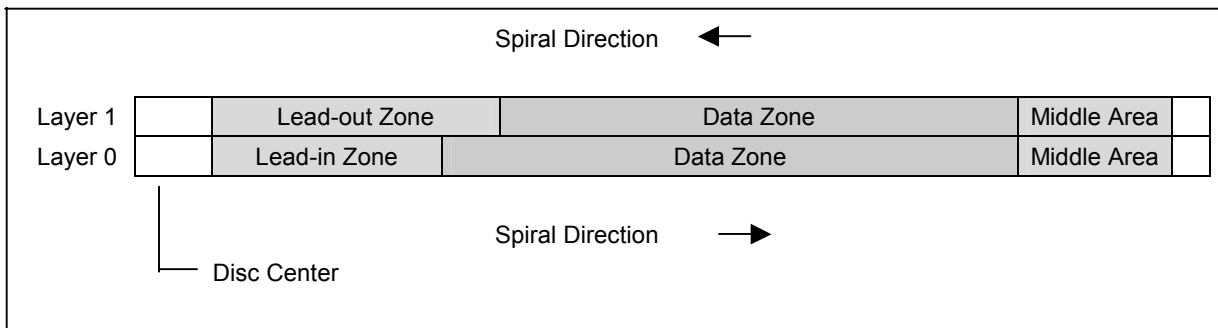 Spiral Direction
Layer 1 Lead-out Zone Data Zone Middle Area
Layer 0 Lead-in Zone Data Zone Middle Area
Spiral Direction
Disc Center